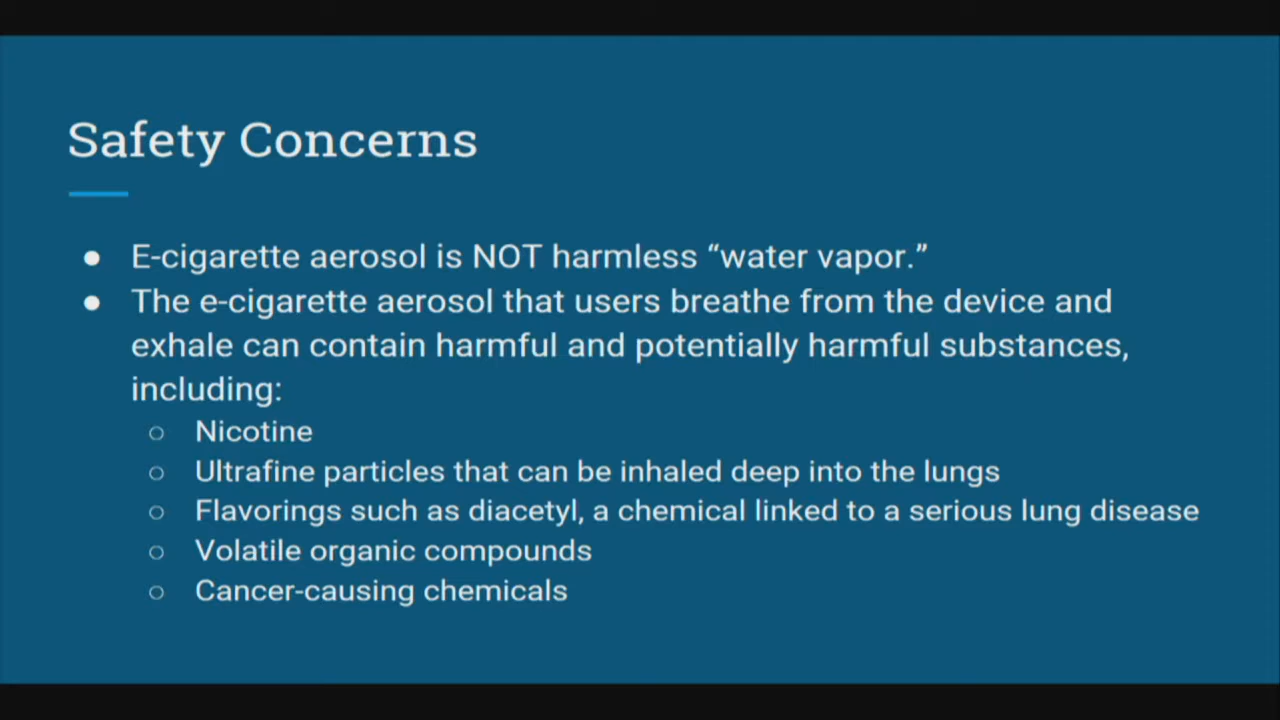 Safety Concerns
● E-cigarette aerosol is NOT harmless “water vapor.”
● The e-cigarette aerosol that users breathe from the device and
exhale can contain harmful and potentially harmful substances,
including:
○ Nicotine
○ Ultrafine particles that can be inhaled deep into the lungs
○ Flavorings such as diacetyl, a chemical linked to a serious lung disease
○ Volatile organic compounds
○ Cancer-causing chemicals